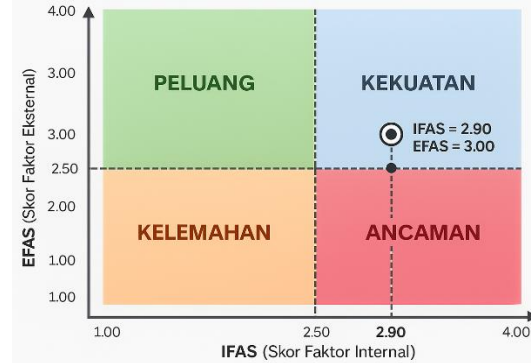 4.00
3.00
3.00
2.50
2.00
1.00
1.00
EFAS (Skor Faktor Eksternal)
PELUANG
KEKUATAN
IFAS = 2.90
EFAS = 3.00
KELEMAHAN
ANCAMAN
1.00 2.50 2.90 4.00
IFAS (Skor Faktor Internal)